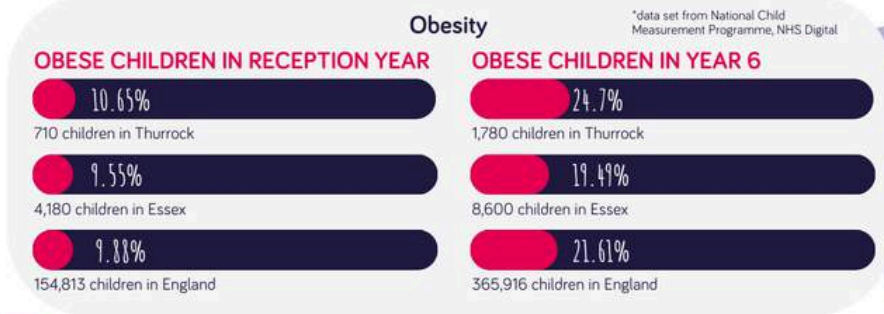 Obesity
*data set from National Child
Measurement Programme, NHS Digital
OBESE CHILDREN IN RECEPTION YEAR
10.65%
710 children in Thurrock
9.55%
4,180 children in Essex
9.88%
154,813 children in England
OBESE CHILDREN IN YEAR 6
24.7%
1,780 children in Thurrock
19.49%
8,600 children in Essex
21.61%
365,916 children in England